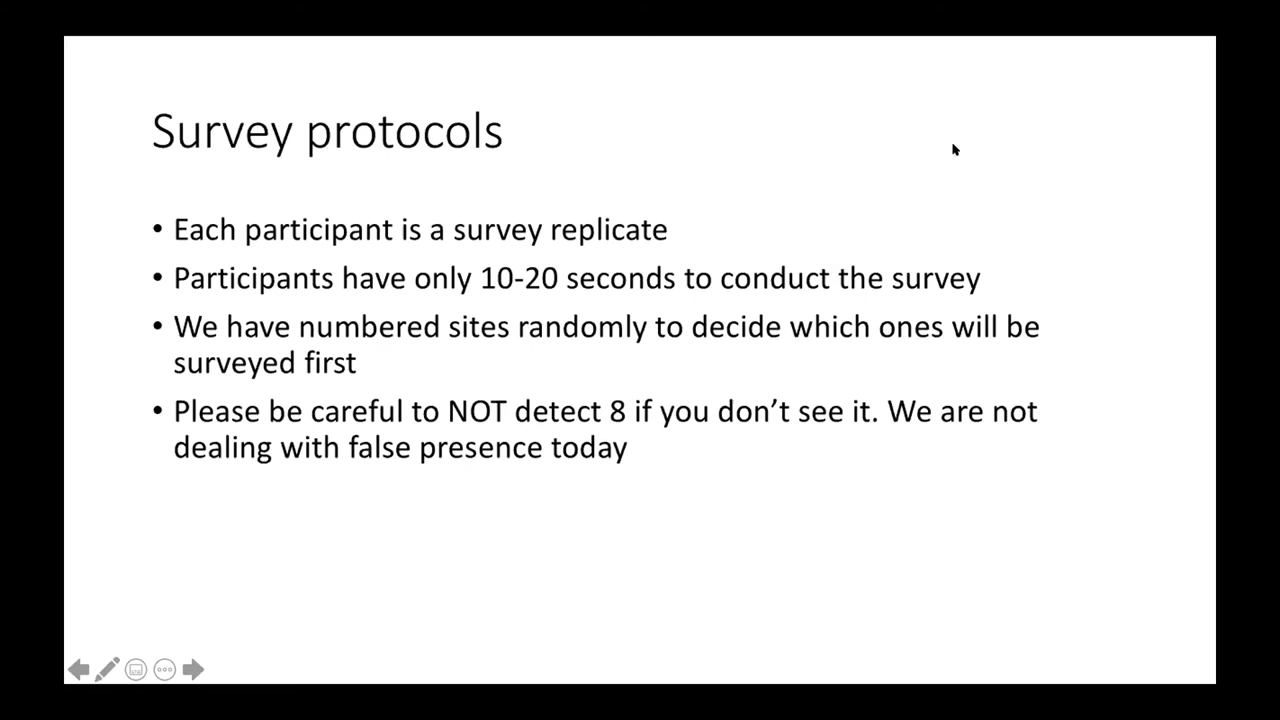 Survey protocols
• Each participant is a survey replicate
• Participants have only 10-20 seconds to conduct the survey
• We have numbered sites randomly to decide which ones will be
surveyed first
• Please be careful to NOT detect 8 if you don’t see it. We are not
dealing with false presence today